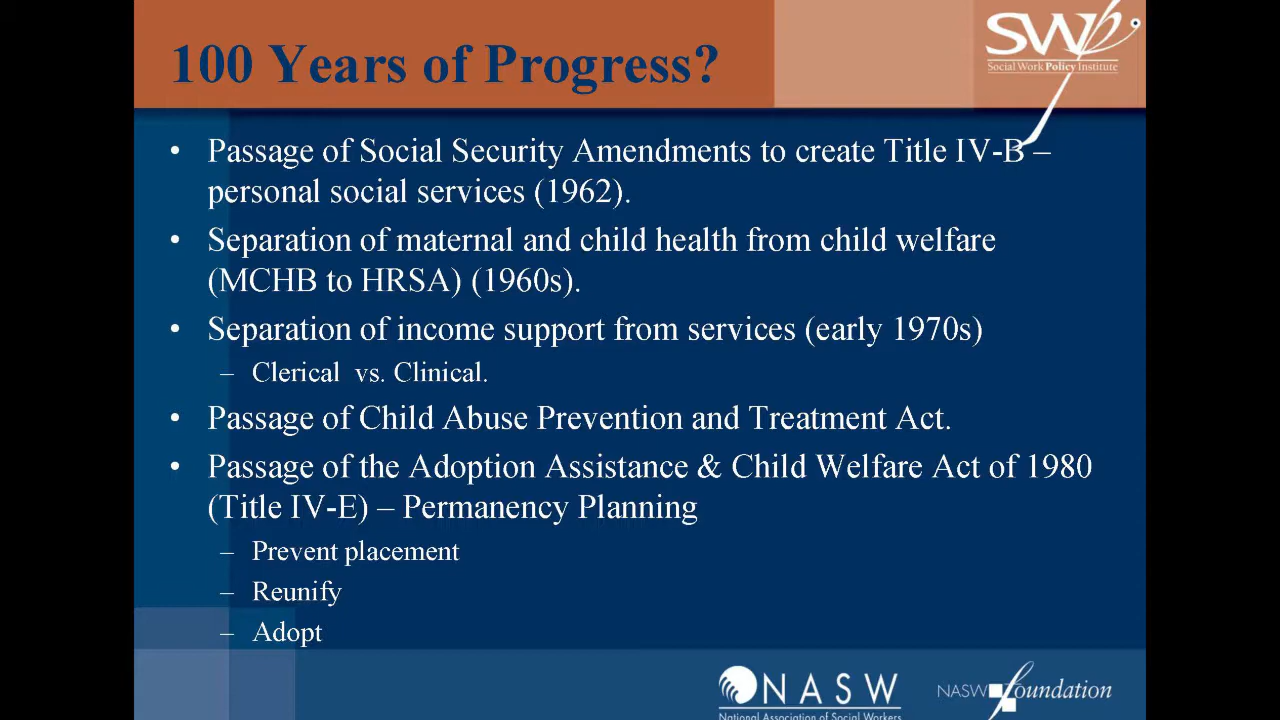 100 Years of Progress?
SWPI
Social Work Policy Institute
• Passage of Social Security Amendments to create Title IV-B –
personal social services (1962).
• Separation of maternal and child health from child welfare
(MCHB to HRSA) (1960s).
• Separation of income support from services (early 1970s)
– Clerical vs. Clinical.
• Passage of Child Abuse Prevention and Treatment Act.
• Passage of the Adoption Assistance & Child Welfare Act of 1980
(Title IV-E) – Permanency Planning
– Prevent placement
– Reunify
– Adopt
NASW
National Association of Social Workers
NASW Foundation